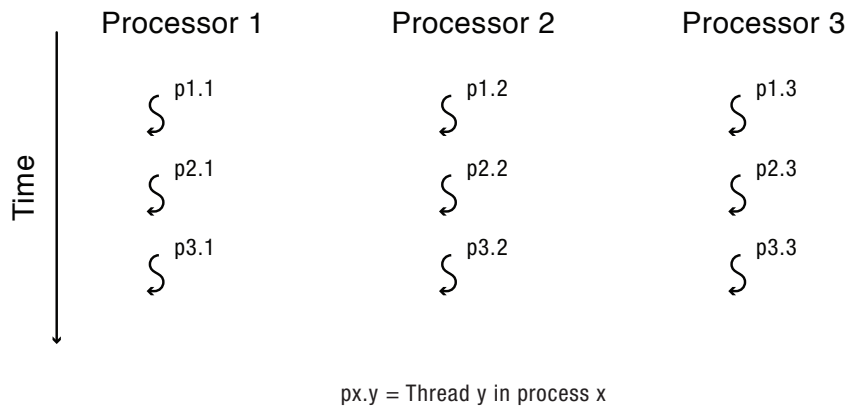 Processor 1 Processor 2 Processor 3
p1.1 p1.2 p1.3
p2.1 p2.2 p2.3
Time
p3.1 p3.2 p3.3
px.y = Thread y in process x